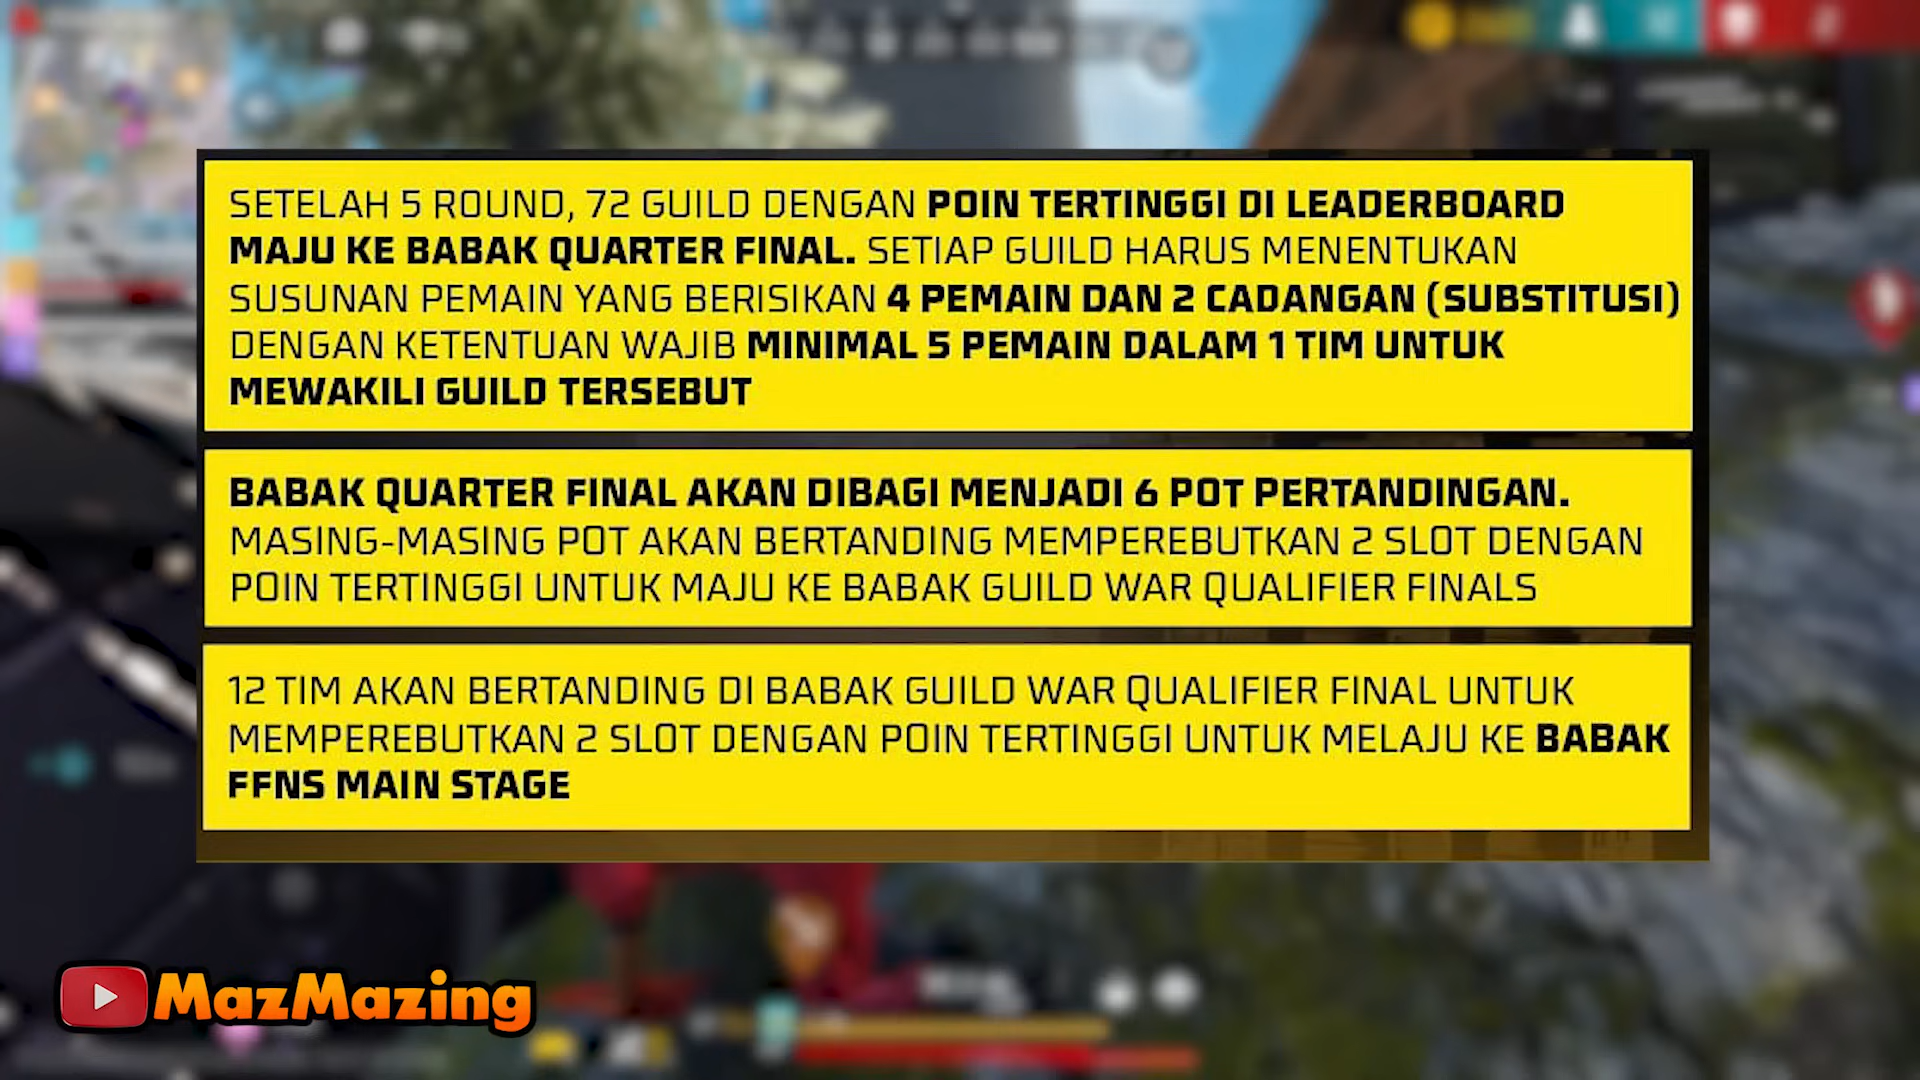 SETELAH 5 ROUND, 72 GUILD DENGAN POIN TERTINGGI DI LEADERBOARD
MAJU KE BABAK QUARTER FINAL. SETIAP GUILD HARUS MENENTUKAN
SUSUNAN PEMAIN YANG BERISIKAN 4 PEMAIN DAN 2 CADANGAN (SUBSTITUSI)
DENGAN KETENTUAN WAJIB MINIMAL 5 PEMAIN DALAM 1 TIM UNTUK
MEWAKILI GUILD TERSEBUT
BABAK QUARTER FINAL AKAN DIBAGI MENJADI 6 POT PERTANDINGAN.
MASING-MASING POT AKAN BERTANDING MEMPEREBUTKAN 2 SLOT DENGAN
POIN TERTINGGI UNTUK MAJU KE BABAK GUILD WAR QUALIFIER FINALS
12 TIM AKAN BERTANDING DI BABAK GUILD WAR QUALIFIER FINAL UNTUK
MEMPEREBUTKAN 2 SLOT DENGAN POIN TERTINGGI UNTUK MELAJU KE BABAK
FFNS MAIN STAGE
MazMazing